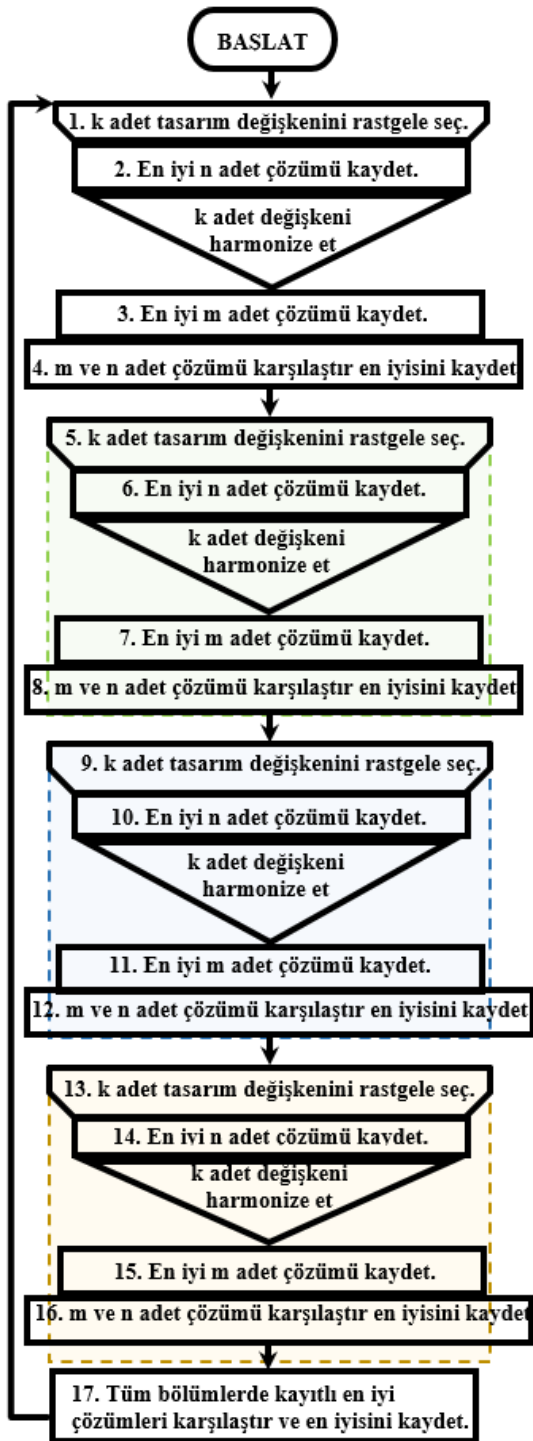 BAŞLAT
1. k adet tasarım değişkenini rastgele seç.
2. En iyi n adet çözümü kaydet.
k adet değişkeni
harmonize et
3. En iyi m adet çözümü kaydet.
4. m ve n adet çözümü karşılaştır en iyisini kaydet
5. k adet tasarım değişkenini rastgele seç.
6. En iyi n adet çözümü kaydet.
k adet değişkeni
harmonize et
7. En iyi m adet çözümü kaydet.
8. m ve n adet çözümü karşılaştır en iyisini kaydet
9. k adet tasarım değişkenini rastgele seç.
10. En iyi n adet çözümü kaydet.
k adet değişkeni
harmonize et
11. En iyi m adet çözümü kaydet.
12. m ve n adet çözümü karşılaştır en iyisini kaydet
13. k adet tasarım değişkenini rastgele seç.
14. En iyi n adet çözümü kaydet.
k adet değişkeni
harmonize et
15. En iyi m adet çözümü kaydet.
16. m ve n adet çözümü karşılaştır en iyisini kaydet
17. Tüm bölümlerde kayıtlı en iyi
çözümleri karşılaştır ve en iyisini kaydet.